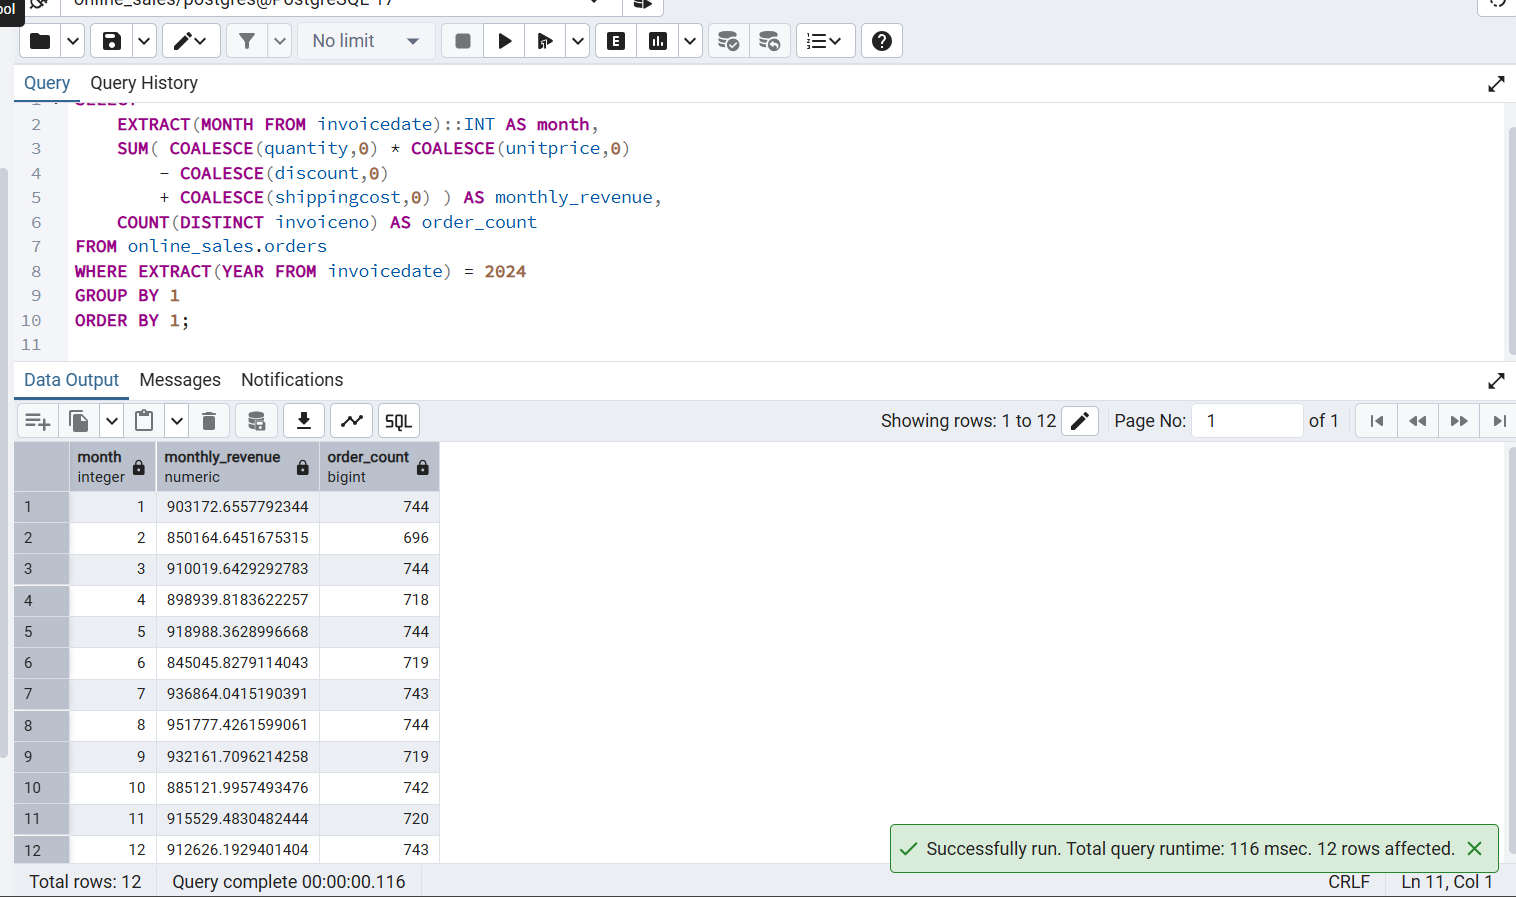 ool
online_sales/postgres@PostgreSQL 17
No limit
E
Query Query History
1 SELECT
2 EXTRACT(MONTH FROM invoicedate)::INT AS month,
3 SUM( COALESCE(quantity,0) * COALESCE(unitprice,0)
4 - COALESCE(discount,0)
5 + COALESCE(shippingcost,0) ) AS monthly_revenue,
6 COUNT(DISTINCT invoiceno) AS order_count
7 FROM online_sales.orders
8 WHERE EXTRACT(YEAR FROM invoicedate) = 2024
9 GROUP BY 1
10 ORDER BY 1;
11
Data Output Messages Notifications
SQL Showing rows: 1 to 12 Page No: 1 of 1
month monthly_revenue order_count
integer numeric bigint
1 1 903172.6557792344 744
2 2 850164.6451675315 696
3 3 910019.6429292783 744
4 4 898939.8183622257 718
5 5 918988.3628996668 744
6 6 845045.8279114043 719
7 7 936864.0415190391 743
8 8 951777.4261599061 744
9 9 932161.7096214258 719
10 10 885121.9957493476 742
11 11 915529.4830482444 720
12 12 912626.1929401404 743
Successfully run. Total query runtime: 116 msec. 12 rows affected.
Total rows: 12 Query complete 00:00:00.116 CRLF Ln 11, Col 1